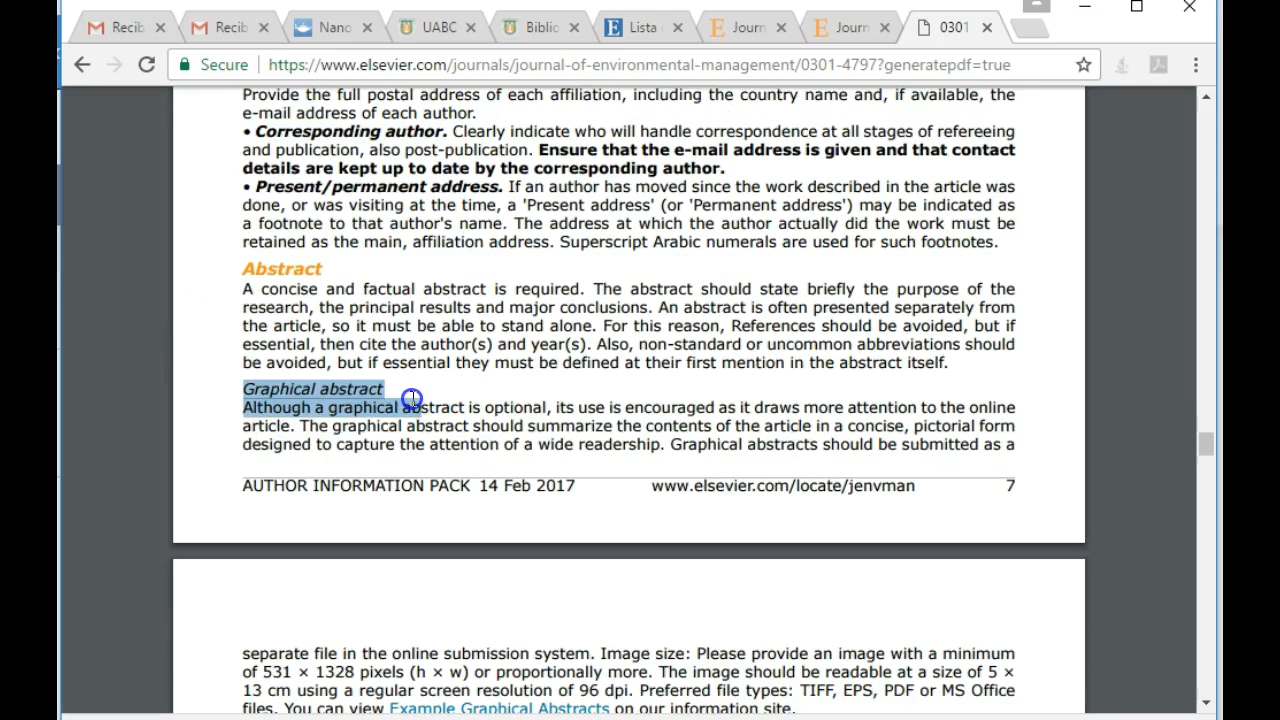 Recib
Recib
Nano
UABC
Biblic
Lista
Journ
Journ
0301
Secure
https://www.elsevier.com/journals/journal-of-environmental-management/0301-4797?generatepdf=true
Provide the full postal address of each affiliation, including the country name and, if available, the
e-mail address of each author.
• Corresponding author. Clearly indicate who will handle correspondence at all stages of refereeing
and publication, also post-publication. Ensure that the e-mail address is given and that contact
details are kept up to date by the corresponding author.
• Present/permanent address. If an author has moved since the work described in the article was
done, or was visiting at the time, a 'Present address' (or 'Permanent address') may be indicated as
a footnote to that author's name. The address at which the author actually did the work must be
retained as the main, affiliation address. Superscript Arabic numerals are used for such footnotes.
Abstract
A concise and factual abstract is required. The abstract should state briefly the purpose of the
research, the principal results and major conclusions. An abstract is often presented separately from
the article, so it must be able to stand alone. For this reason, References should be avoided, but if
essential, then cite the author(s) and year(s). Also, non-standard or uncommon abbreviations should
be avoided, but if essential they must be defined at their first mention in the abstract itself.
Graphical abstract
Although a graphical abstract is optional, its use is encouraged as it draws more attention to the online
article. The graphical abstract should summarize the contents of the article in a concise, pictorial form
designed to capture the attention of a wide readership. Graphical abstracts should be submitted as a
AUTHOR INFORMATION PACK 14 Feb 2017 www.elsevier.com/locate/jenvman 7
separate file in the online submission system. Image size: Please provide an image with a minimum
of 531 × 1328 pixels (h × w) or proportionally more. The image should be readable at a size of 5 ×
13 cm using a regular screen resolution of 96 dpi. Preferred file types: TIFF, EPS, PDF or MS Office
files. You can view Example Graphical Abstracts on our information site.